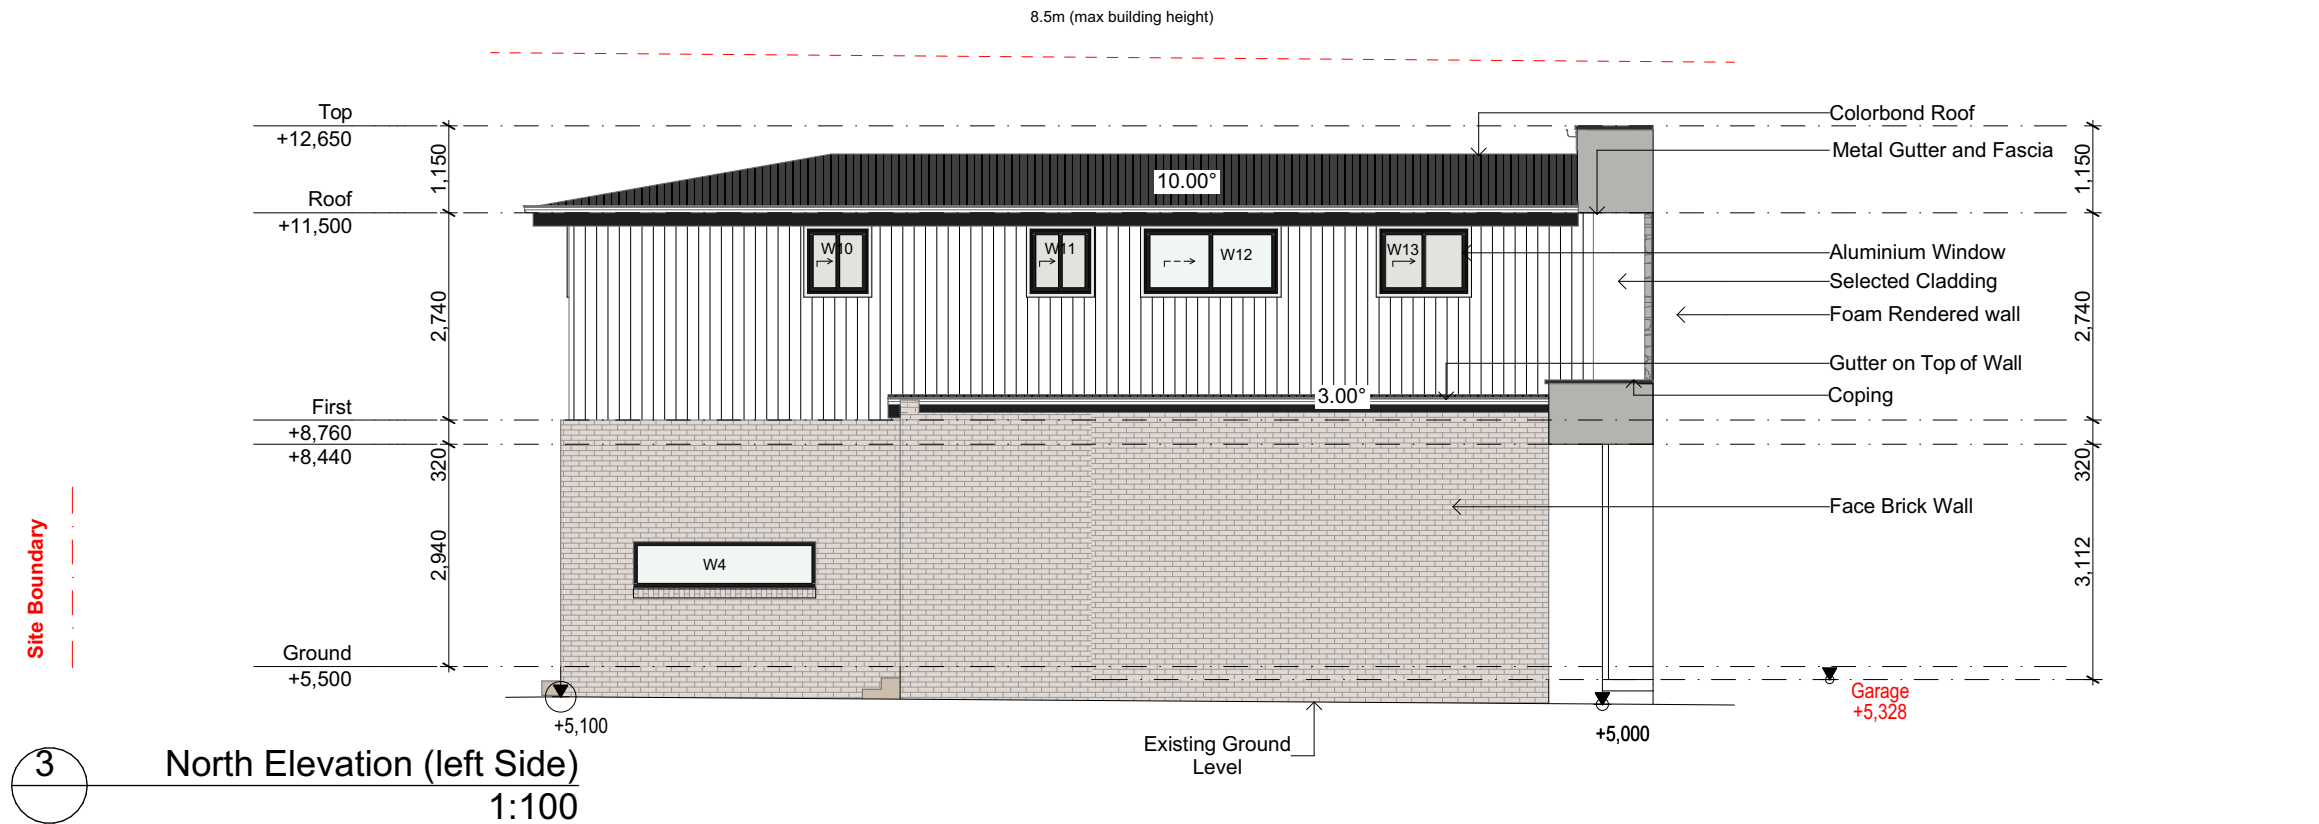 8.5m (max building height)
Top
+12,650
1,150
Roof
+11,500
2,740
First
+8,760
+8,440
320
2,940
Ground
+5,500
Site Boundary
10.00°
W10
W11
W12
W13
3.00°
W4
Colorbond Roof
Metal Gutter and Fascia
Aluminium Window
Selected Cladding
Foam Rendered wall
Gutter on Top of Wall
Coping
Face Brick Wall
1,150
2,740
320
3,112
Garage
+5,328
+5,100
+5,000
Existing Ground
Level
3
North Elevation (left Side)
1:100